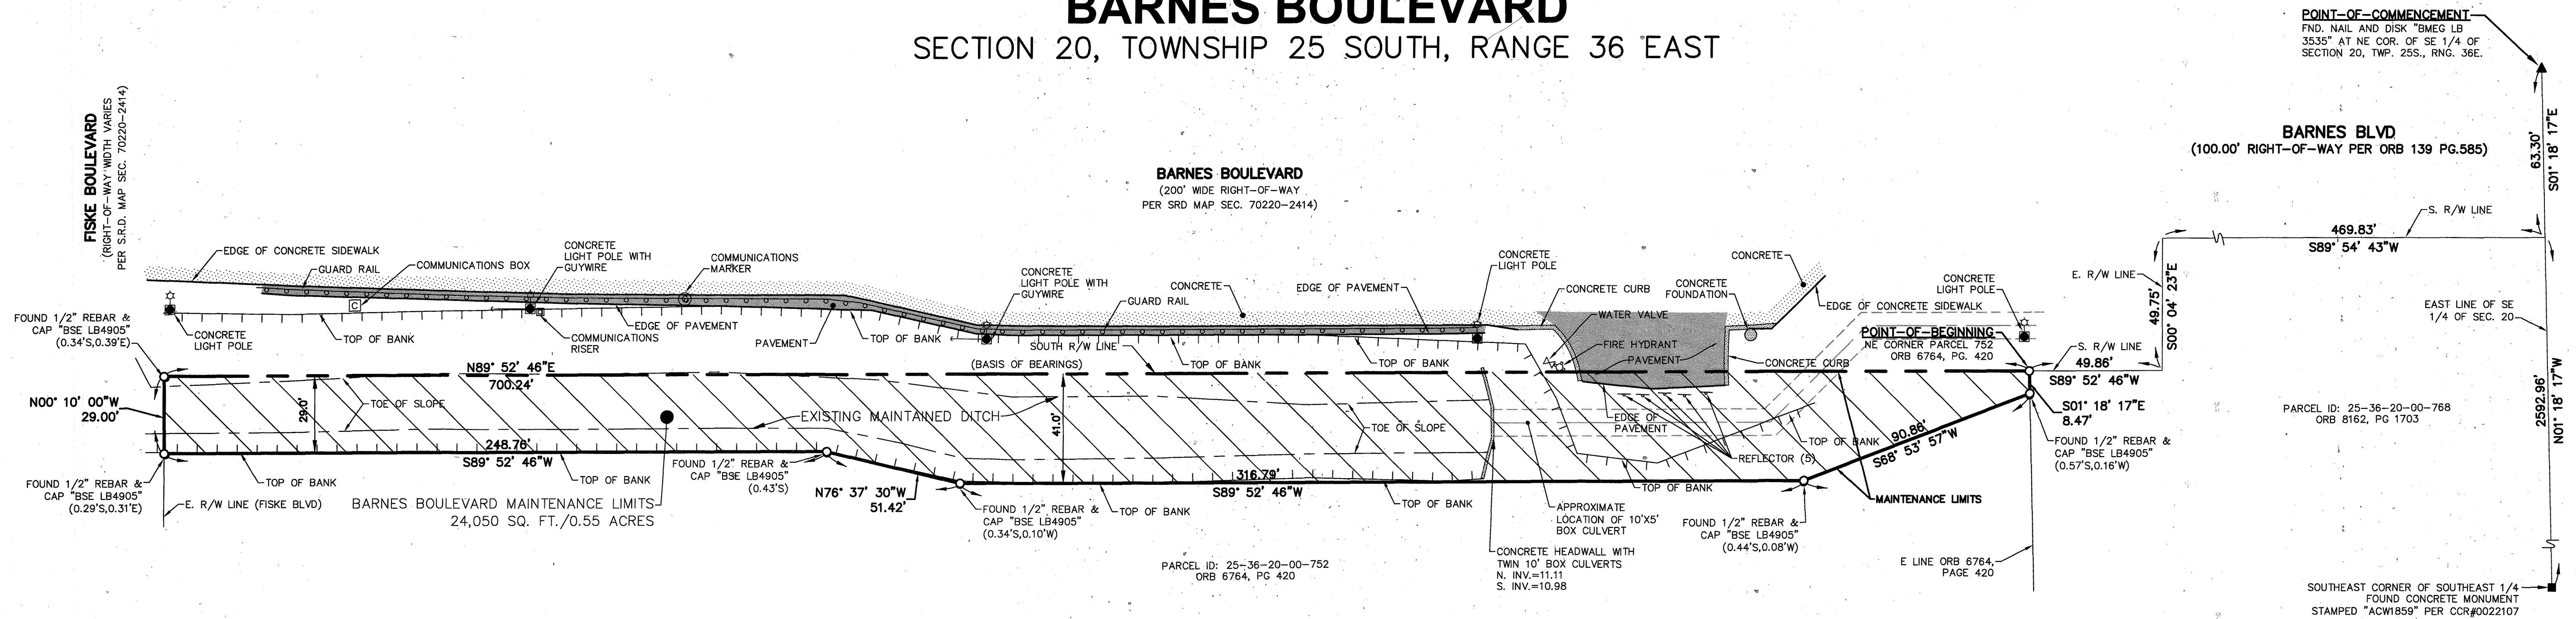 BARNES BOULEVARD
SECTION 20, TOWNSHIP 25 SOUTH, RANGE 36 EAST
POINT-OF-COMMENCEMENT
FND. NAIL AND DISK "BMEG LB
3535" AT NE COR. OF SE 1/4 OF
SECTION 20, TWP. 25S., RNG. 36E.
FISKE BOULEVARD
(RIGHT-OF-WAY WIDTH VARIES
PER S.R.D. MAP SEC. 70220-2414)
BARNES BOULEVARD
(200' WIDE RIGHT-OF-WAY
PER SRD MAP SEC. 70220-2414)
BARNES BLVD
(100.00' RIGHT-OF-WAY PER ORB 139 PG.585)
63.30'
S01° 18' 17"E
S. R/W LINE
469.83'
S89° 54' 43"W
E. R/W LINE
49.75'
S00° 04' 23"E
EAST LINE OF SE
1/4 OF SEC. 20
2592.96'
N01° 18' 17"W
EDGE OF CONCRETE SIDEWALK
GUARD RAIL
COMMUNICATIONS BOX
C
CONCRETE
LIGHT POLE WITH
GUYWIRE
COMMUNICATIONS
MARKER
CONCRETE
LIGHT POLE WITH
GUYWIRE
CONCRETE
GUARD RAIL
EDGE OF PAVEMENT
CONCRETE
LIGHT POLE
CONCRETE CURB
CONCRETE
FOUNDATION
CONCRETE
EDGE OF CONCRETE SIDEWALK
CONCRETE
LIGHT POLE
FOUND 1/2" REBAR &
CAP "BSE LB4905"
(0.34'S,0.39'E)
CONCRETE
LIGHT POLE
TOP OF BANK
COMMUNICATIONS
RISER
EDGE OF PAVEMENT
PAVEMENT
TOP OF BANK
SOUTH R/W LINE
(BASIS OF BEARINGS)
TOP OF BANK
TOP OF BANK
WATER VALVE
FIRE HYDRANT
PAVEMENT
CONCRETE CURB
POINT-OF-BEGINNING
NE CORNER PARCEL 752
ORB 6764, PG. 420
S. R/W LINE
49.86'
S89° 52' 46"W
N89° 52' 46"E
700.24'
N00° 10' 00"W
29.00'
29.0'
TOE OF SLOPE
EXISTING MAINTAINED DITCH
41.0'
TOE OF SLOPE
EDGE OF
PAVEMENT
TOP OF BANK
REFLECTOR (5)
90.86'
S68° 53' 57"W
S01° 18' 17"E
8.47'
FOUND 1/2" REBAR &
CAP "BSE LB4905"
(0.57'S,0.16'W)
PARCEL ID: 25-36-20-00-768
ORB 8162, PG 1703
248.76'
S89° 52' 46"W
FOUND 1/2" REBAR &
CAP "BSE LB4905"
(0.29'S,0.31'E)
TOP OF BANK
E. R/W LINE (FISKE BLVD)
TOP OF BANK
BARNES BOULEVARD MAINTENANCE LIMITS
24,050 SQ. FT./0.55 ACRES
FOUND 1/2" REBAR &
CAP "BSE LB4905"
(0.43'S)
N76° 37' 30"W
51.42'
FOUND 1/2" REBAR &
CAP "BSE LB4905"
(0.34'S,0.10'W)
TOP OF BANK
316.79'
S89° 52' 46"W
TOP OF BANK
CONCRETE HEADWALL WITH
TWIN 10' BOX CULVERTS
N. INV.=11.11
S. INV.=10.98
APPROXIMATE
LOCATION OF 10'X5'
BOX CULVERT
TOP OF BANK
FOUND 1/2" REBAR &
CAP "BSE LB4905"
(0.44'S,0.08'W)
MAINTENANCE LIMITS
E LINE ORB 6764,
PAGE 420
PARCEL ID: 25-36-20-00-752
ORB 6764, PG 420
SOUTHEAST CORNER OF SOUTHEAST 1/4
FOUND CONCRETE MONUMENT
STAMPED "ACW1859" PER CCR#0022107